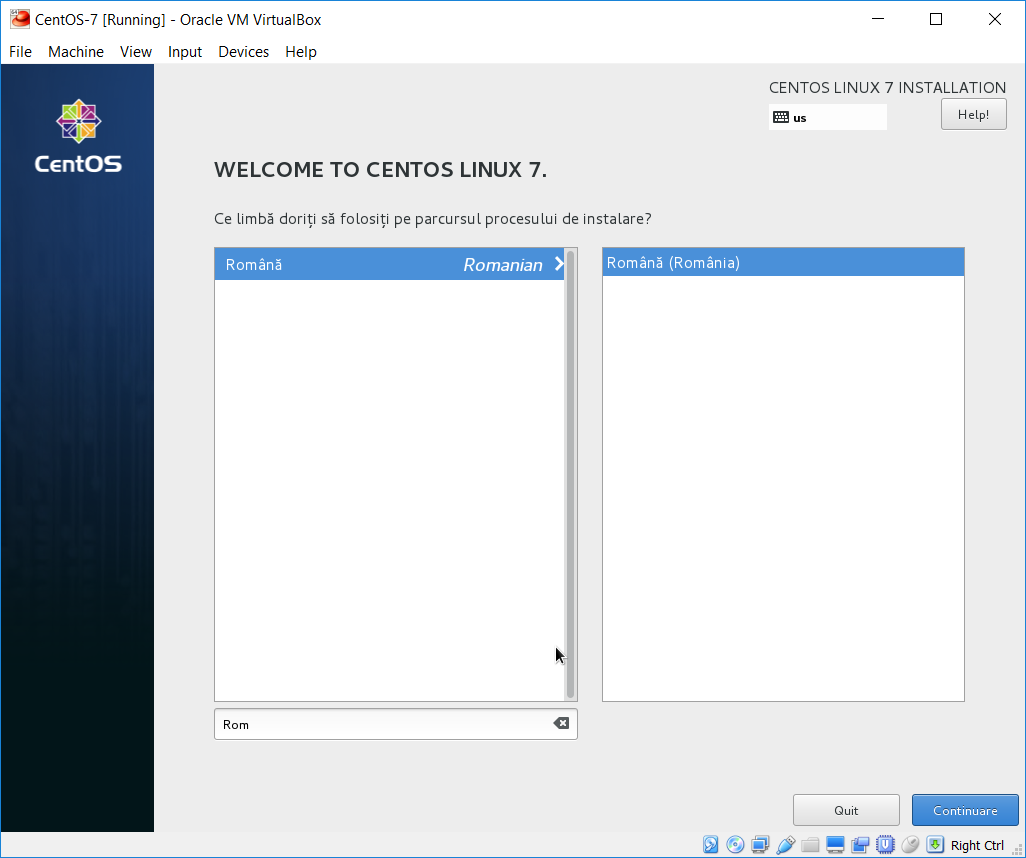 CentOS-7 [Running] - Oracle VM VirtualBox
File Machine View Input Devices Help
CentOS
CENTOS LINUX 7 INSTALLATION
us
Help!
WELCOME TO CENTOS LINUX 7.
Ce limbă doriți să folosiți pe parcursul procesului de instalare?
Română Romanian
Română (România)
Rom
Quit
Continuare
Right Ctrl